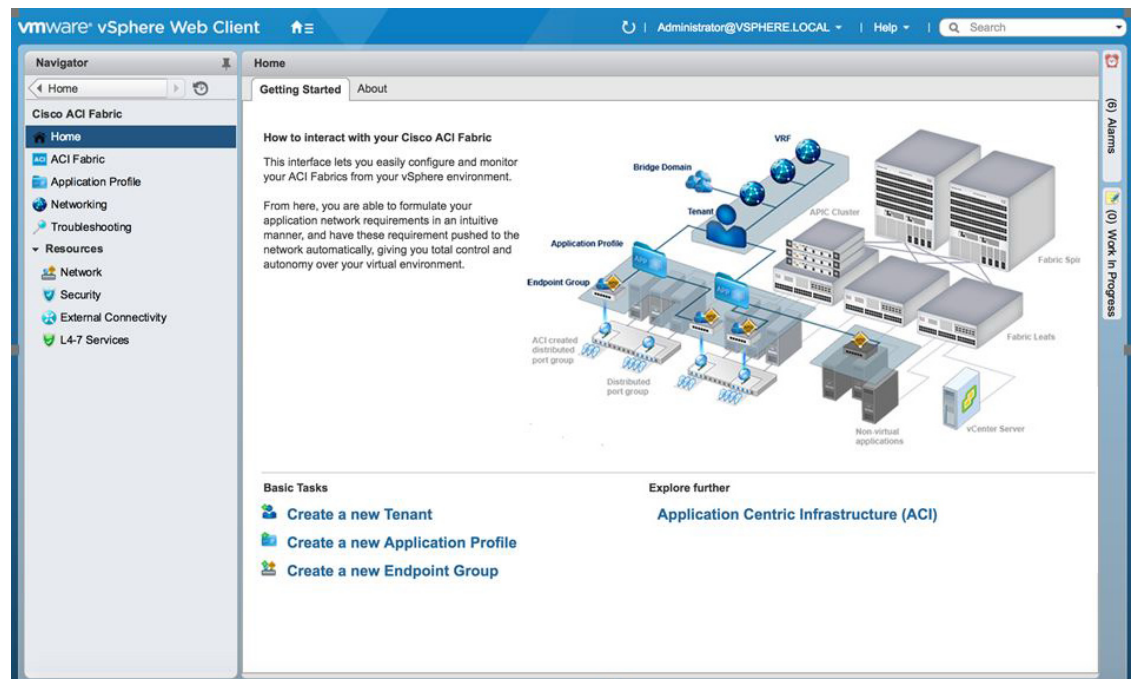 vmware® vSphere Web Client
Administrator@VSPHERE.LOCAL
Help
Search
Navigator
Home
Cisco ACI Fabric
Home
ACI ACI Fabric
Application Profile
Networking
Troubleshooting
Resources
Network
Security
External Connectivity
L4-7 Services
Home
Getting Started
About
How to interact with your Cisco ACI Fabric
This interface lets you easily configure and monitor
your ACI Fabrics from your vSphere environment.
From here, you are able to formulate your
application network requirements in an intuitive
manner, and have these requirement pushed to the
network automatically, giving you total control and
autonomy over your virtual environment.
VRF
Bridge Domain
Tenant
APIC Cluster
Application Profile
APP
Fabric Spin
Endpoint Group
APP
Fabric Leafs
ACI created
distributed
port group
Distributed
port group
Non-virtual
applications
vCenter Server
Basic Tasks
Create a new Tenant
Create a new Application Profile
Create a new Endpoint Group
Explore further
Application Centric Infrastructure (ACI)
(6) Alarms
(0) Work In Progress